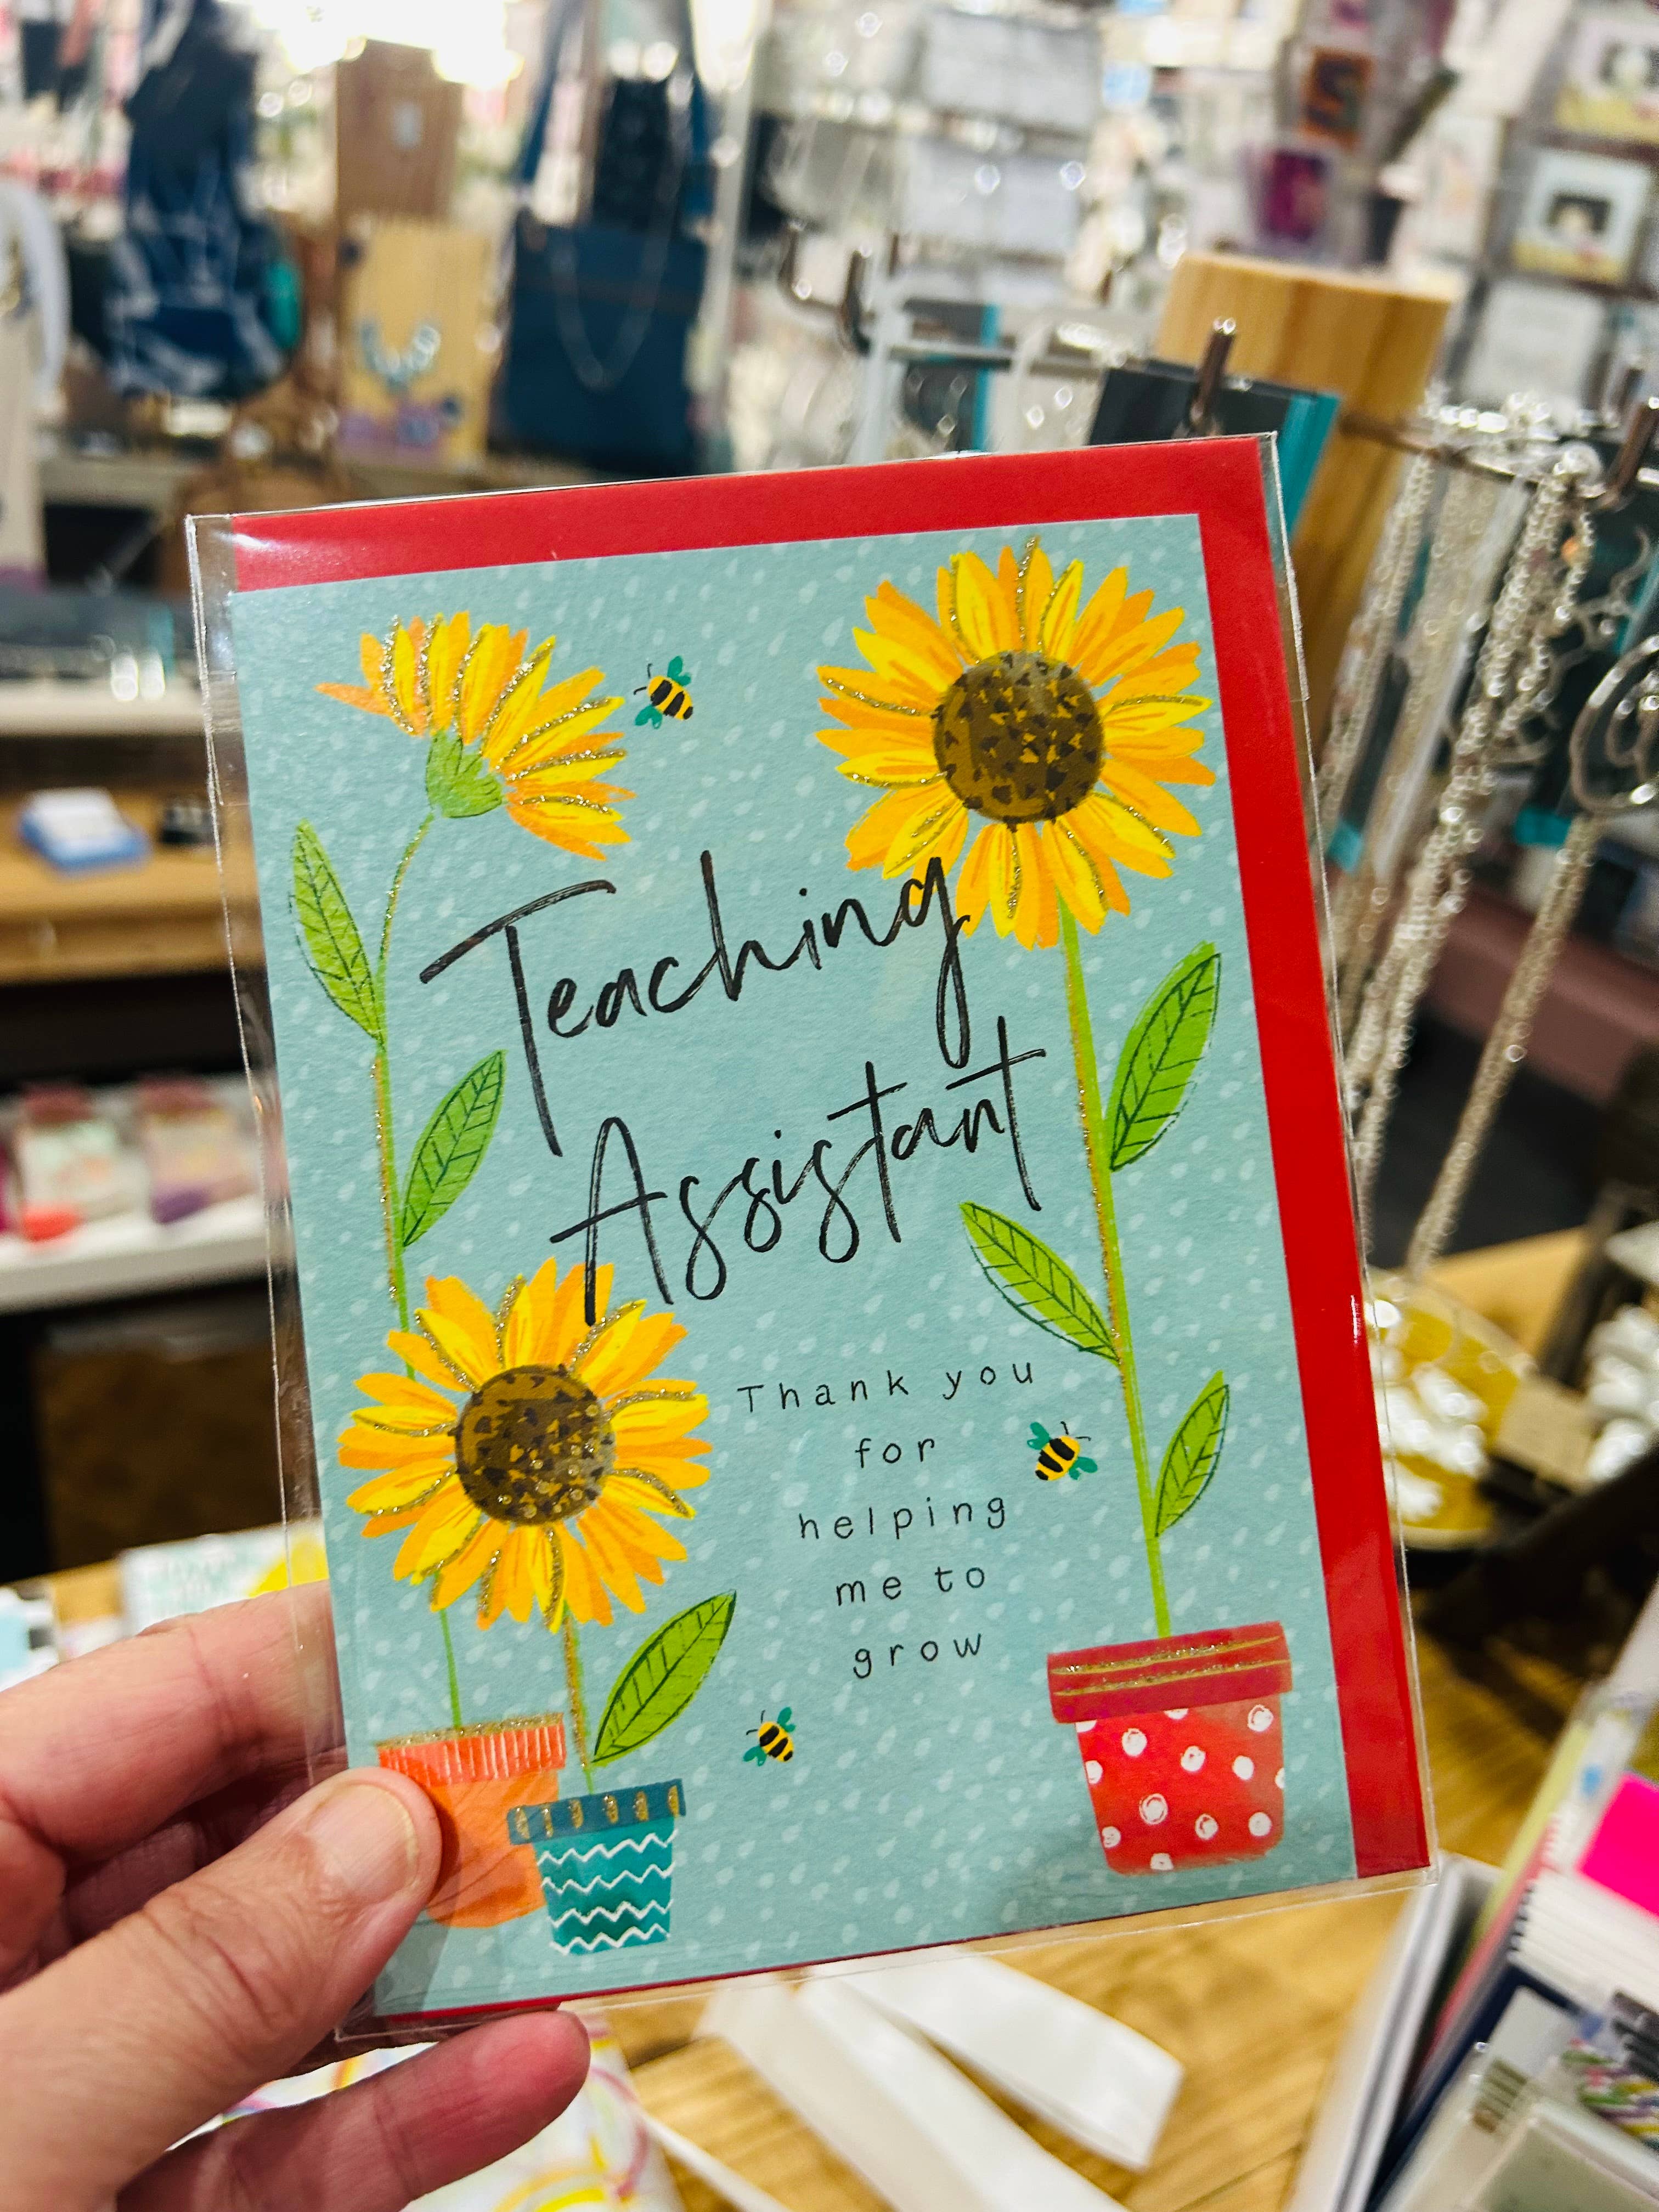 Teaching
Assistant
Thank you
for
helping
me to
grow